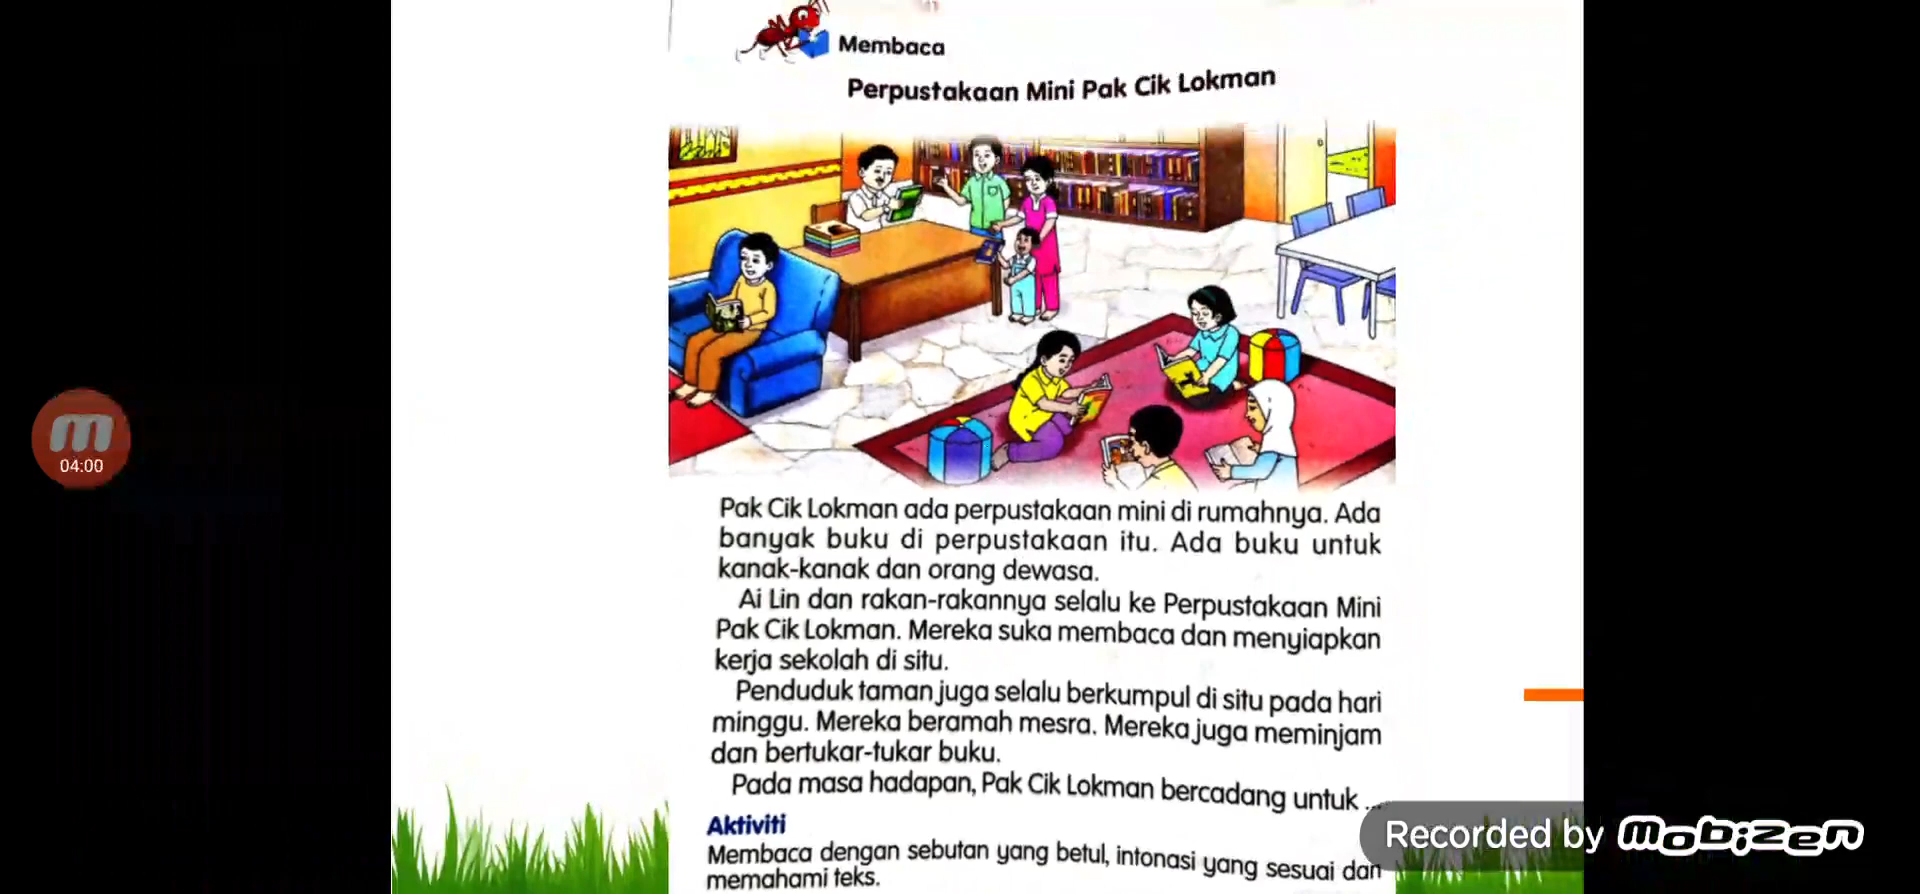 Membaca
Perpustakaan Mini Pak Cik Lokman
Pak Cik Lokman ada perpustakaan mini di rumahnya. Ada
banyak buku di perpustakaan itu. Ada buku untuk
kanak-kanak dan orang dewasa.
Ai Lin dan rakan-rakannya selalu ke Perpustakaan Mini
Pak Cik Lokman. Mereka suka membaca dan menyiapkan
kerja sekolah di situ.
Penduduk taman juga selalu berkumpul di situ pada hari
minggu. Mereka beramah mesra. Mereka juga meminjam
dan bertukar-tukar buku.
Pada masa hadapan, Pak Cik Lokman bercadang untuk ...
Aktiviti
Membaca dengan sebutan yang betul, intonasi yang sesuai dan
memahami teks.
04:00
Recorded by mobizen